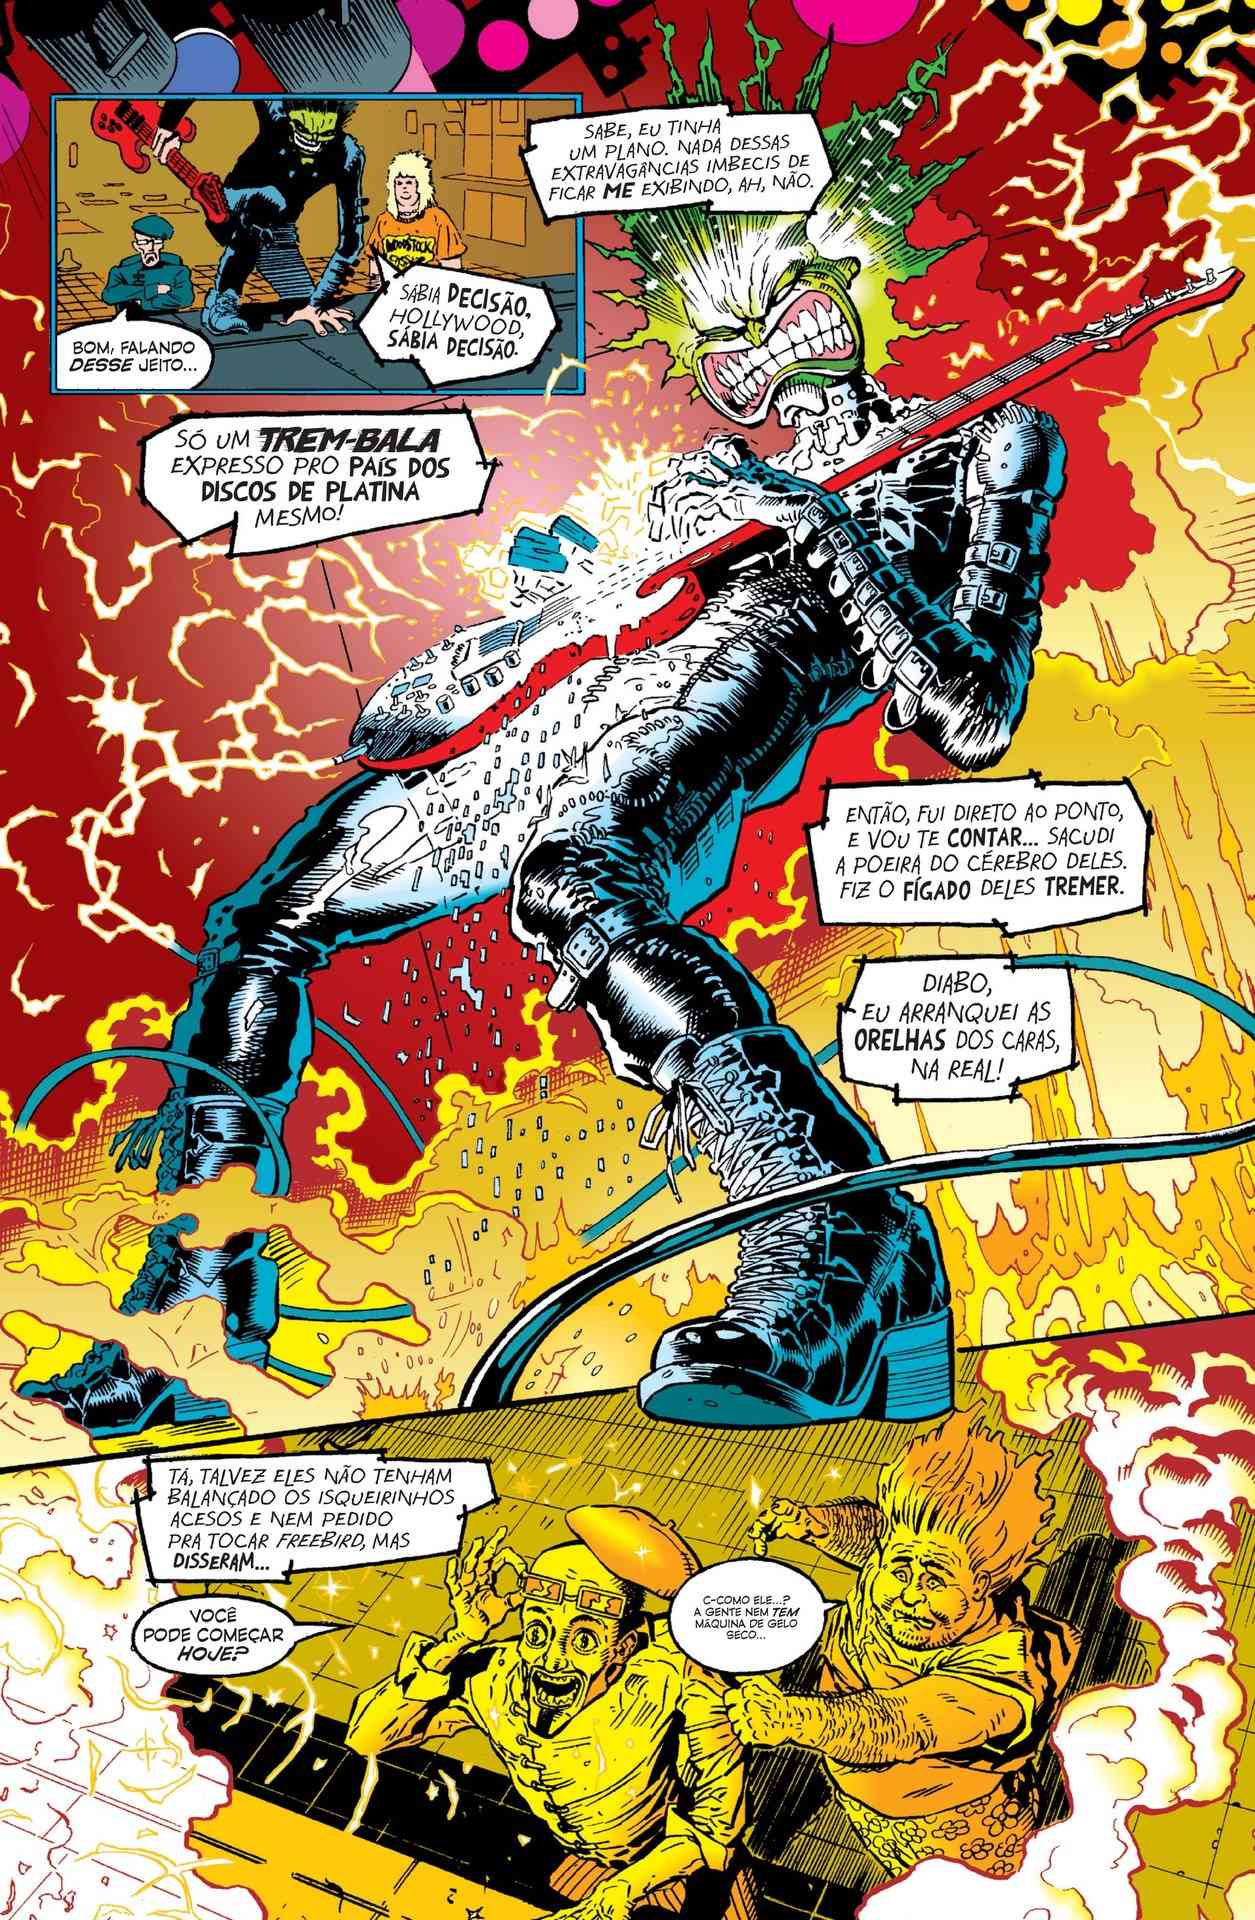 SABE, EU TINHA
UM PLANO. NADA DESSAS
EXTRAVAGÂNCIAS IMBECIS DE
FICAR ME EXIBINDO, AH, NÃO.
WOODSTOCK
SÁBIA DECISÃO,
HOLLYWOOD,
SÁBIA DECISÃO.
BOM, FALANDO
DESSE JEITO...
SÓ UM TREM-BALA
EXPRESSO PRO PAÍS DOS
DISCOS DE PLATINA
MESMO!
ENTÃO, FUI DIRETO AO PONTO,
E VOU TE CONTAR... SACUDI
A POEIRA DO CÉREBRO DELES.
FIZ O FÍGADO DELES TREMER.
DIABO,
EU ARRANQUEI AS
ORELHAS DOS CARAS,
NA REAL!
TÁ, TALVEZ ELES NÃO TENHAM
BALANÇADO OS ISQUEIRINHOS
ACESOS E NEM PEDIDO
PRA TOCAR FREEBIRD, MAS
DISSERAM...
VOCÊ
PODE COMEÇAR
HOJE?
C-COMO ELE...?
A GENTE NEM TEM
MÁQUINA DE GELO
SECO...